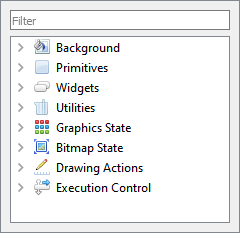 Filter
Background
Primitives
Widgets
Utilities
Graphics State
Bitmap State
Drawing Actions
Execution Control